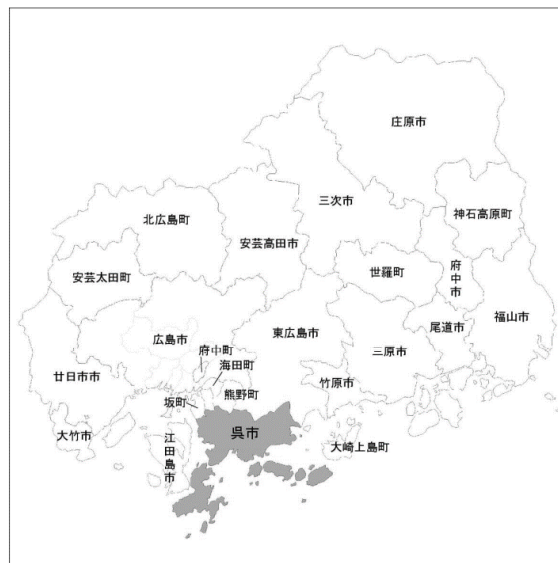 庄原市
三次市
神石高原町
北広島町
安芸高田市
世羅町
府中市
安芸太田町
福山市
尾道市
広島市
東広島市
三原市
府中町
海田町
廿日市市
熊野町
竹原市
坂町
呉市
大竹市
江田島市
大崎上島町